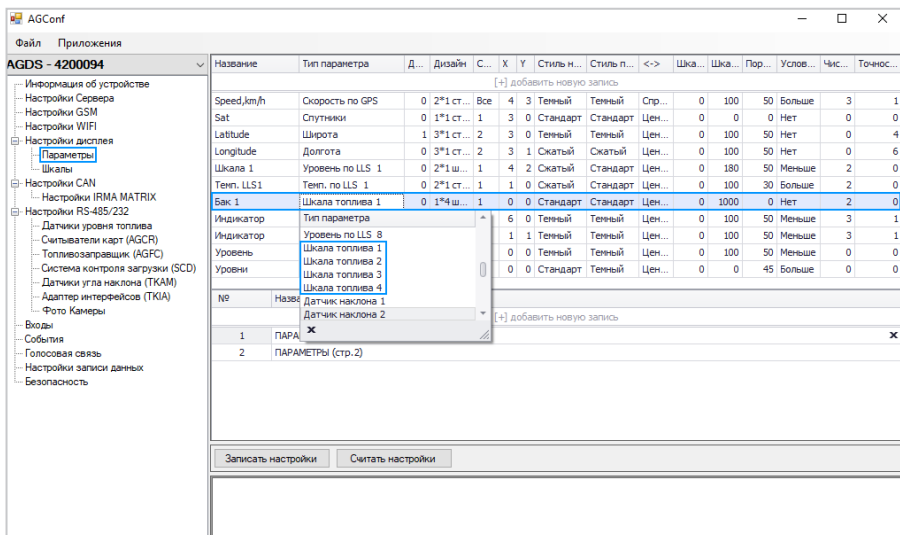 AGConf
Файл Приложения
AGDS - 4200094
Информация об устройстве
Настройки Сервера
Настройки GSM
Настройки WIFI
Настройки дисплея
Параметры
Шкалы
Настройки CAN
Настройки IRMA MATRIX
Настройки RS-485/232
Датчики уровня топлива
Считыватели карт (AGCR)
Топливозаправщик (AGFC)
Система контроля загрузки (SCD)
Датчики угла наклона (TKAM)
Адаптер интерфейсов (TKIA)
Фото Камеры
Входы
События
Голосовая связь
Настройки записи данных
Безопасность
Название Тип параметра Д... Дизайн С... X Y Стиль н... Стиль п... <-> Шка... Шка... Пор... Услов... Чис... Точнос...
[+] добавить новую запись
Speed,km/h Скорость по GPS 0 2*1 ст... Все 4 3 Темный Темный Спр... 0 100 50 Больше 3 1
Sat Спутники 0 1*1 ст... 1 3 0 Стандарт Стандарт Цен... 0 100 0 Нет 2 0
Latitude Широта 1 3*1 ст... 2 3 0 Темный Темный Цен... 0 100 50 Нет 0 4
Longitude Долгота 0 3*1 ст... 2 3 1 Сжатый Сжатый Цен... 0 100 50 Нет 0 6
Шкала 1 Уровень по LLS 1 0 2*1 ш... 1 4 2 Сжатый Стандарт Цен... 0 180 50 Меньше 2 0
Темп. LLS1 Темп. по LLS 1 0 2*1 ст... 1 1 0 Сжатый Стандарт Цен... 0 100 30 Больше 2 0
Бак 1 Шкала топлива 1 0 1*4 ш... 1 0 0 Стандарт Стандарт Цен... 0 1000 0 Нет 2 0
Индикатор 6 0 Темный Темный Цен... 0 100 50 Меньше 3 1
Индикатор 1 1 Темный Темный Цен... 0 100 50 Меньше 3 1
Уровень 0 0 Темный Темный Цен... 0 100 50 Меньше 2 0
Уровни 0 0 Стандарт Темный Цен... 0 0 45 Больше 0 0
Тип параметра
Уровень по LLS 8
Шкала топлива 1
Шкала топлива 2
Шкала топлива 3
Шкала топлива 4
Датчик наклона 1
Датчик наклона 2
№ Назва
[+] добавить новую запись
1 ПАРА
2 ПАРАМЕТРЫ (стр.2)
Записать настройки Считать настройки